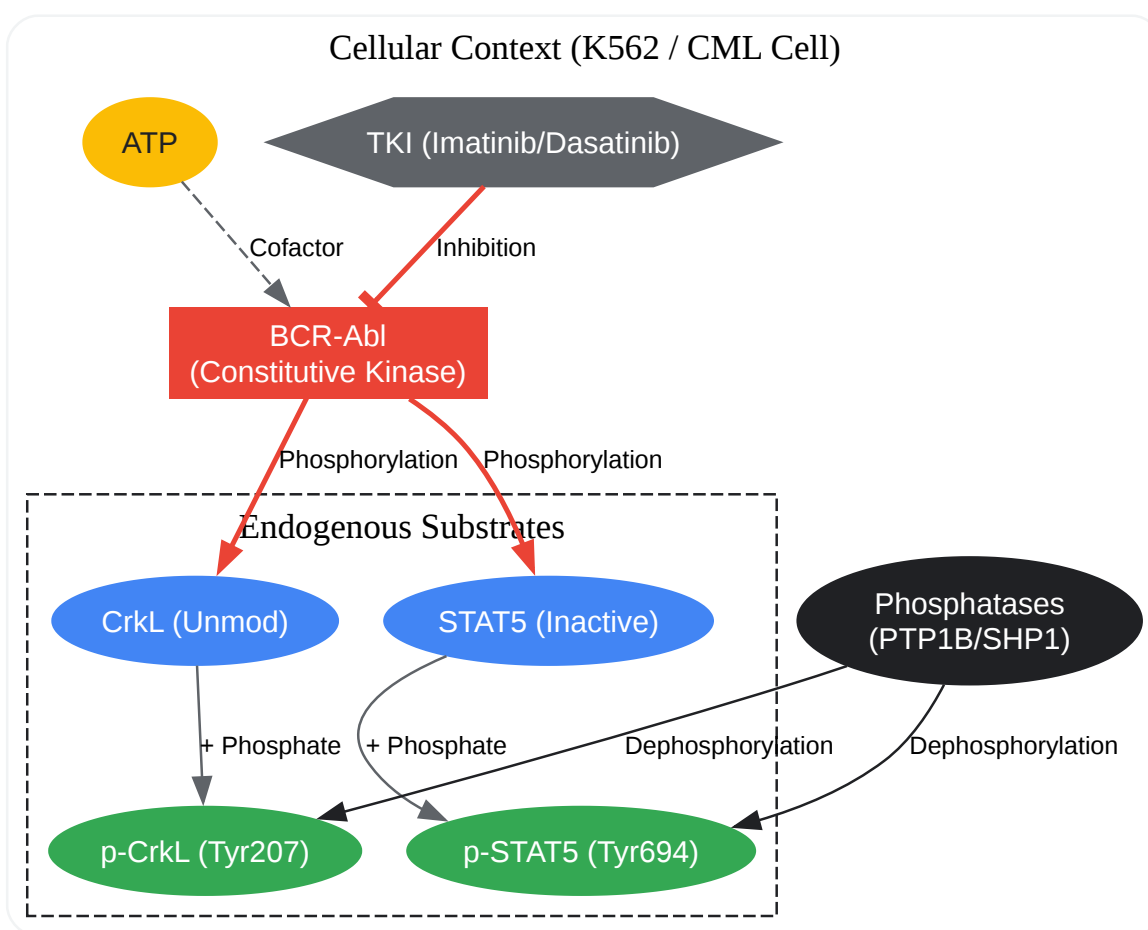 Cellular Context (K562 / CML Cell)
ATP
TKI (Imatinib/Dasatinib)
Cofactor
Inhibition
BCR-Abl
(Constitutive Kinase)
Phosphorylation
Phosphorylation
Endogenous Substrates
CrkL (Unmod)
STAT5 (Inactive)
Phosphatases
(PTP1B/SHP1)
+ Phosphate
+ Phosphate
Dephosphorylation
Dephosphorylation
p-CrkL (Tyr207)
p-STAT5 (Tyr694)